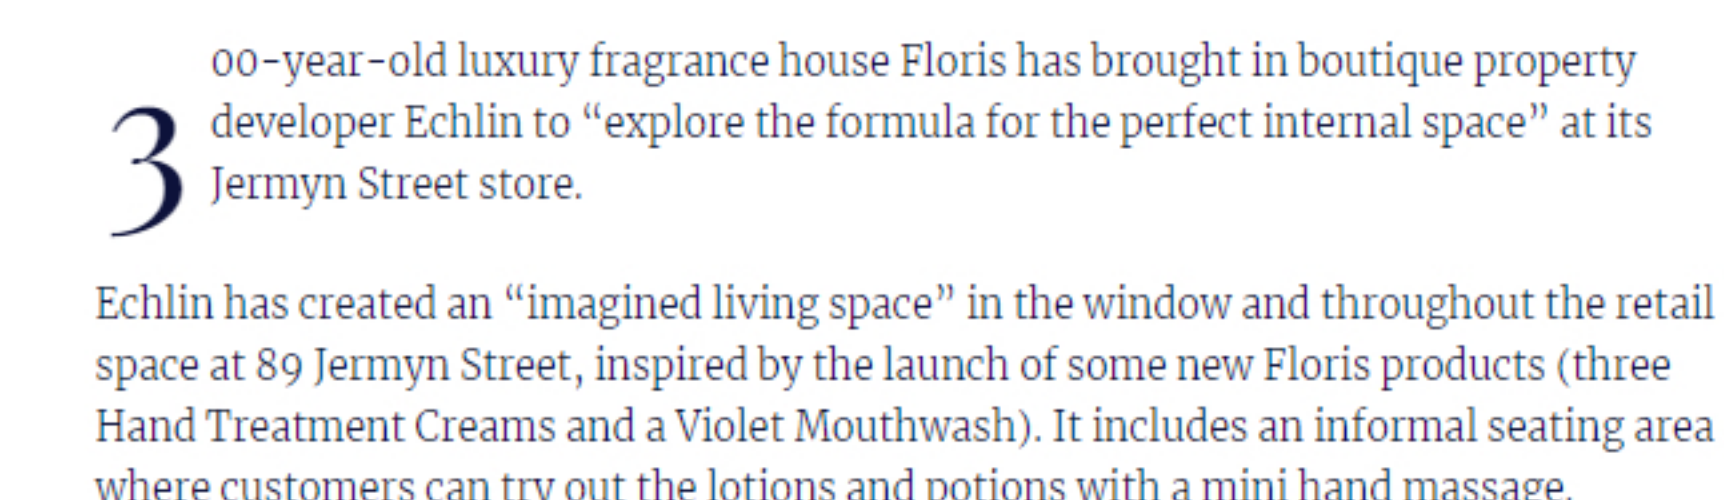 300-year-old luxury fragrance house Floris has brought in boutique property
developer Echlin to “explore the formula for the perfect internal space” at its
Jermyn Street store.
Echlin has created an “imagined living space” in the window and throughout the retail
space at 89 Jermyn Street, inspired by the launch of some new Floris products (three
Hand Treatment Creams and a Violet Mouthwash). It includes an informal seating area
where customers can try out the lotions and potions with a mini hand massage.